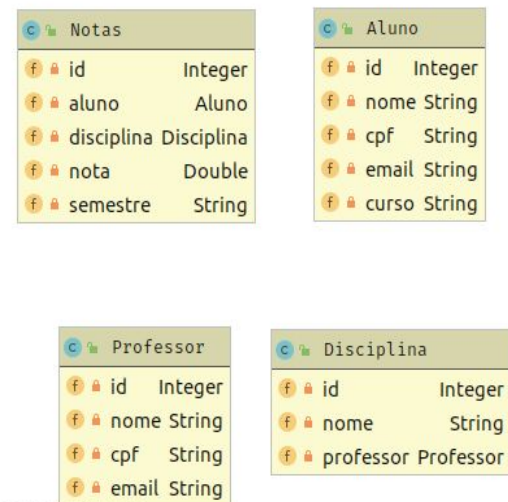 Notas
id Integer
aluno Aluno
disciplina Disciplina
nota Double
semestre String
Aluno
id Integer
nome String
cpf String
email String
curso String
Professor
id Integer
nome String
cpf String
email String
Disciplina
id Integer
nome String
professor Professor